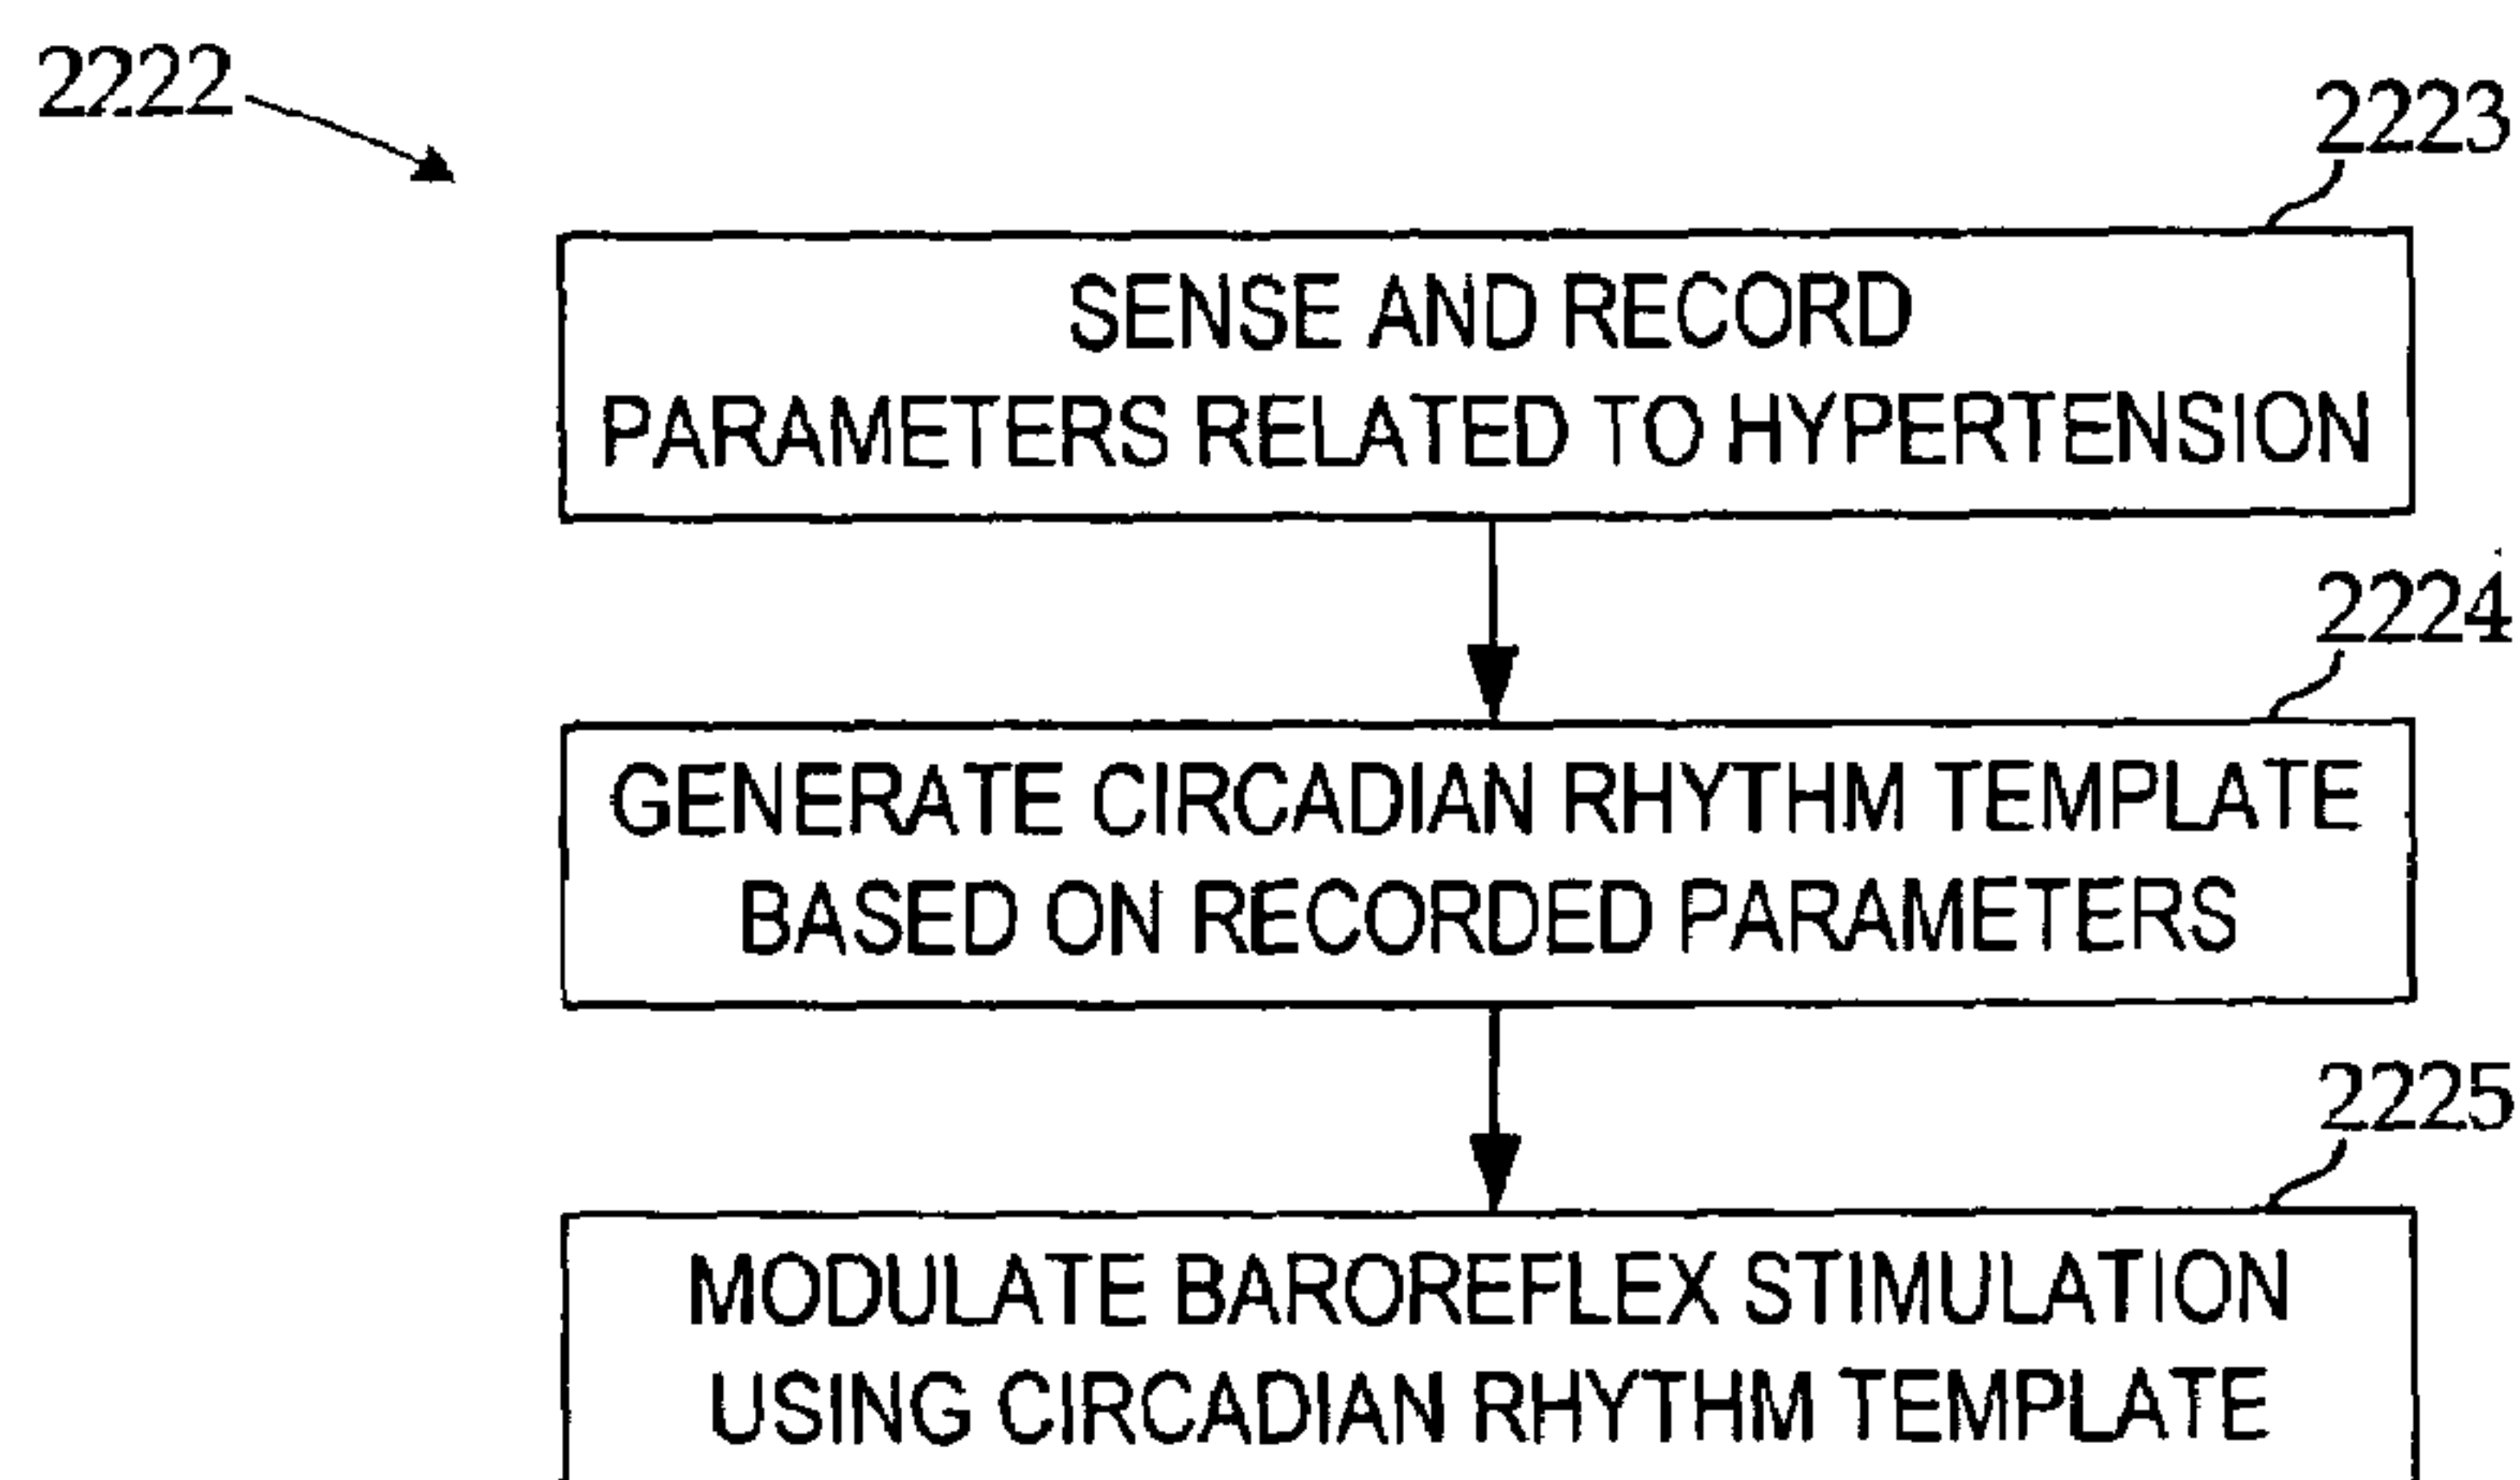 2222
2223
SENSE AND RECORD
PARAMETERS RELATED TO HYPERTENSION
2224
GENERATE CIRCADIAN RHYTHM TEMPLATE
BASED ON RECORDED PARAMETERS
2225
MODULATE BAROREFLEX STIMULATION
USING CIRCADIAN RHYTHM TEMPLATE